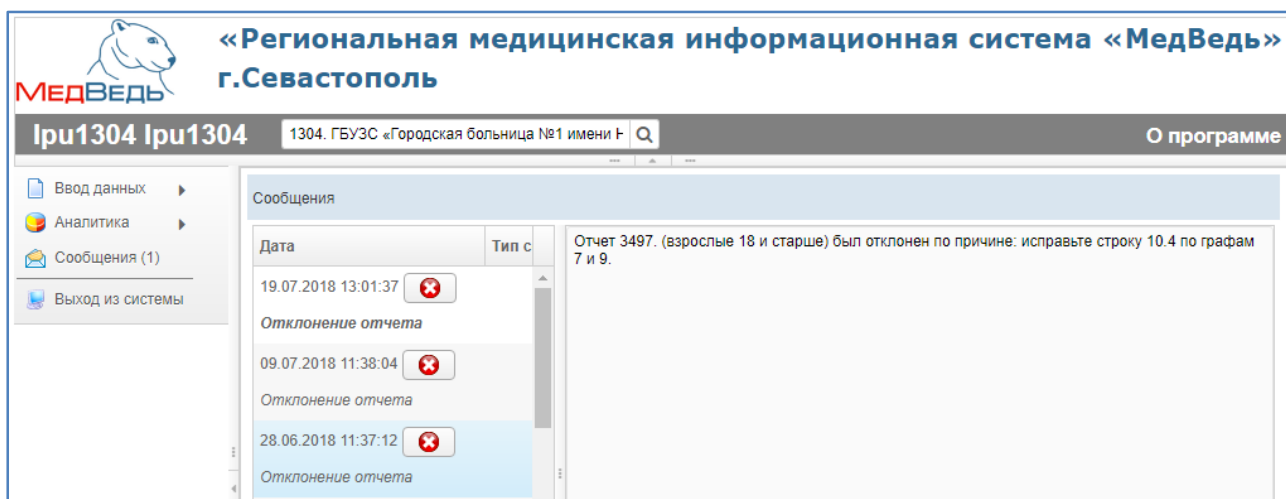 «Региональная медицинская информационная система «МедВедь»
г.Севастополь
МЕДВЕДЬ
lpu1304 lpu1304
1304. ГБУЗС «Городская больница №1 имени Н
О программе
Ввод данных
Аналитика
Сообщения (1)
Выход из системы
Сообщения
Дата
Тип с
19.07.2018 13:01:37
Отклонение отчета
09.07.2018 11:38:04
Отклонение отчета
28.06.2018 11:37:12
Отклонение отчета
Отчет 3497. (взрослые 18 и старше) был отклонен по причине: исправьте строку 10.4 по графам
7 и 9.